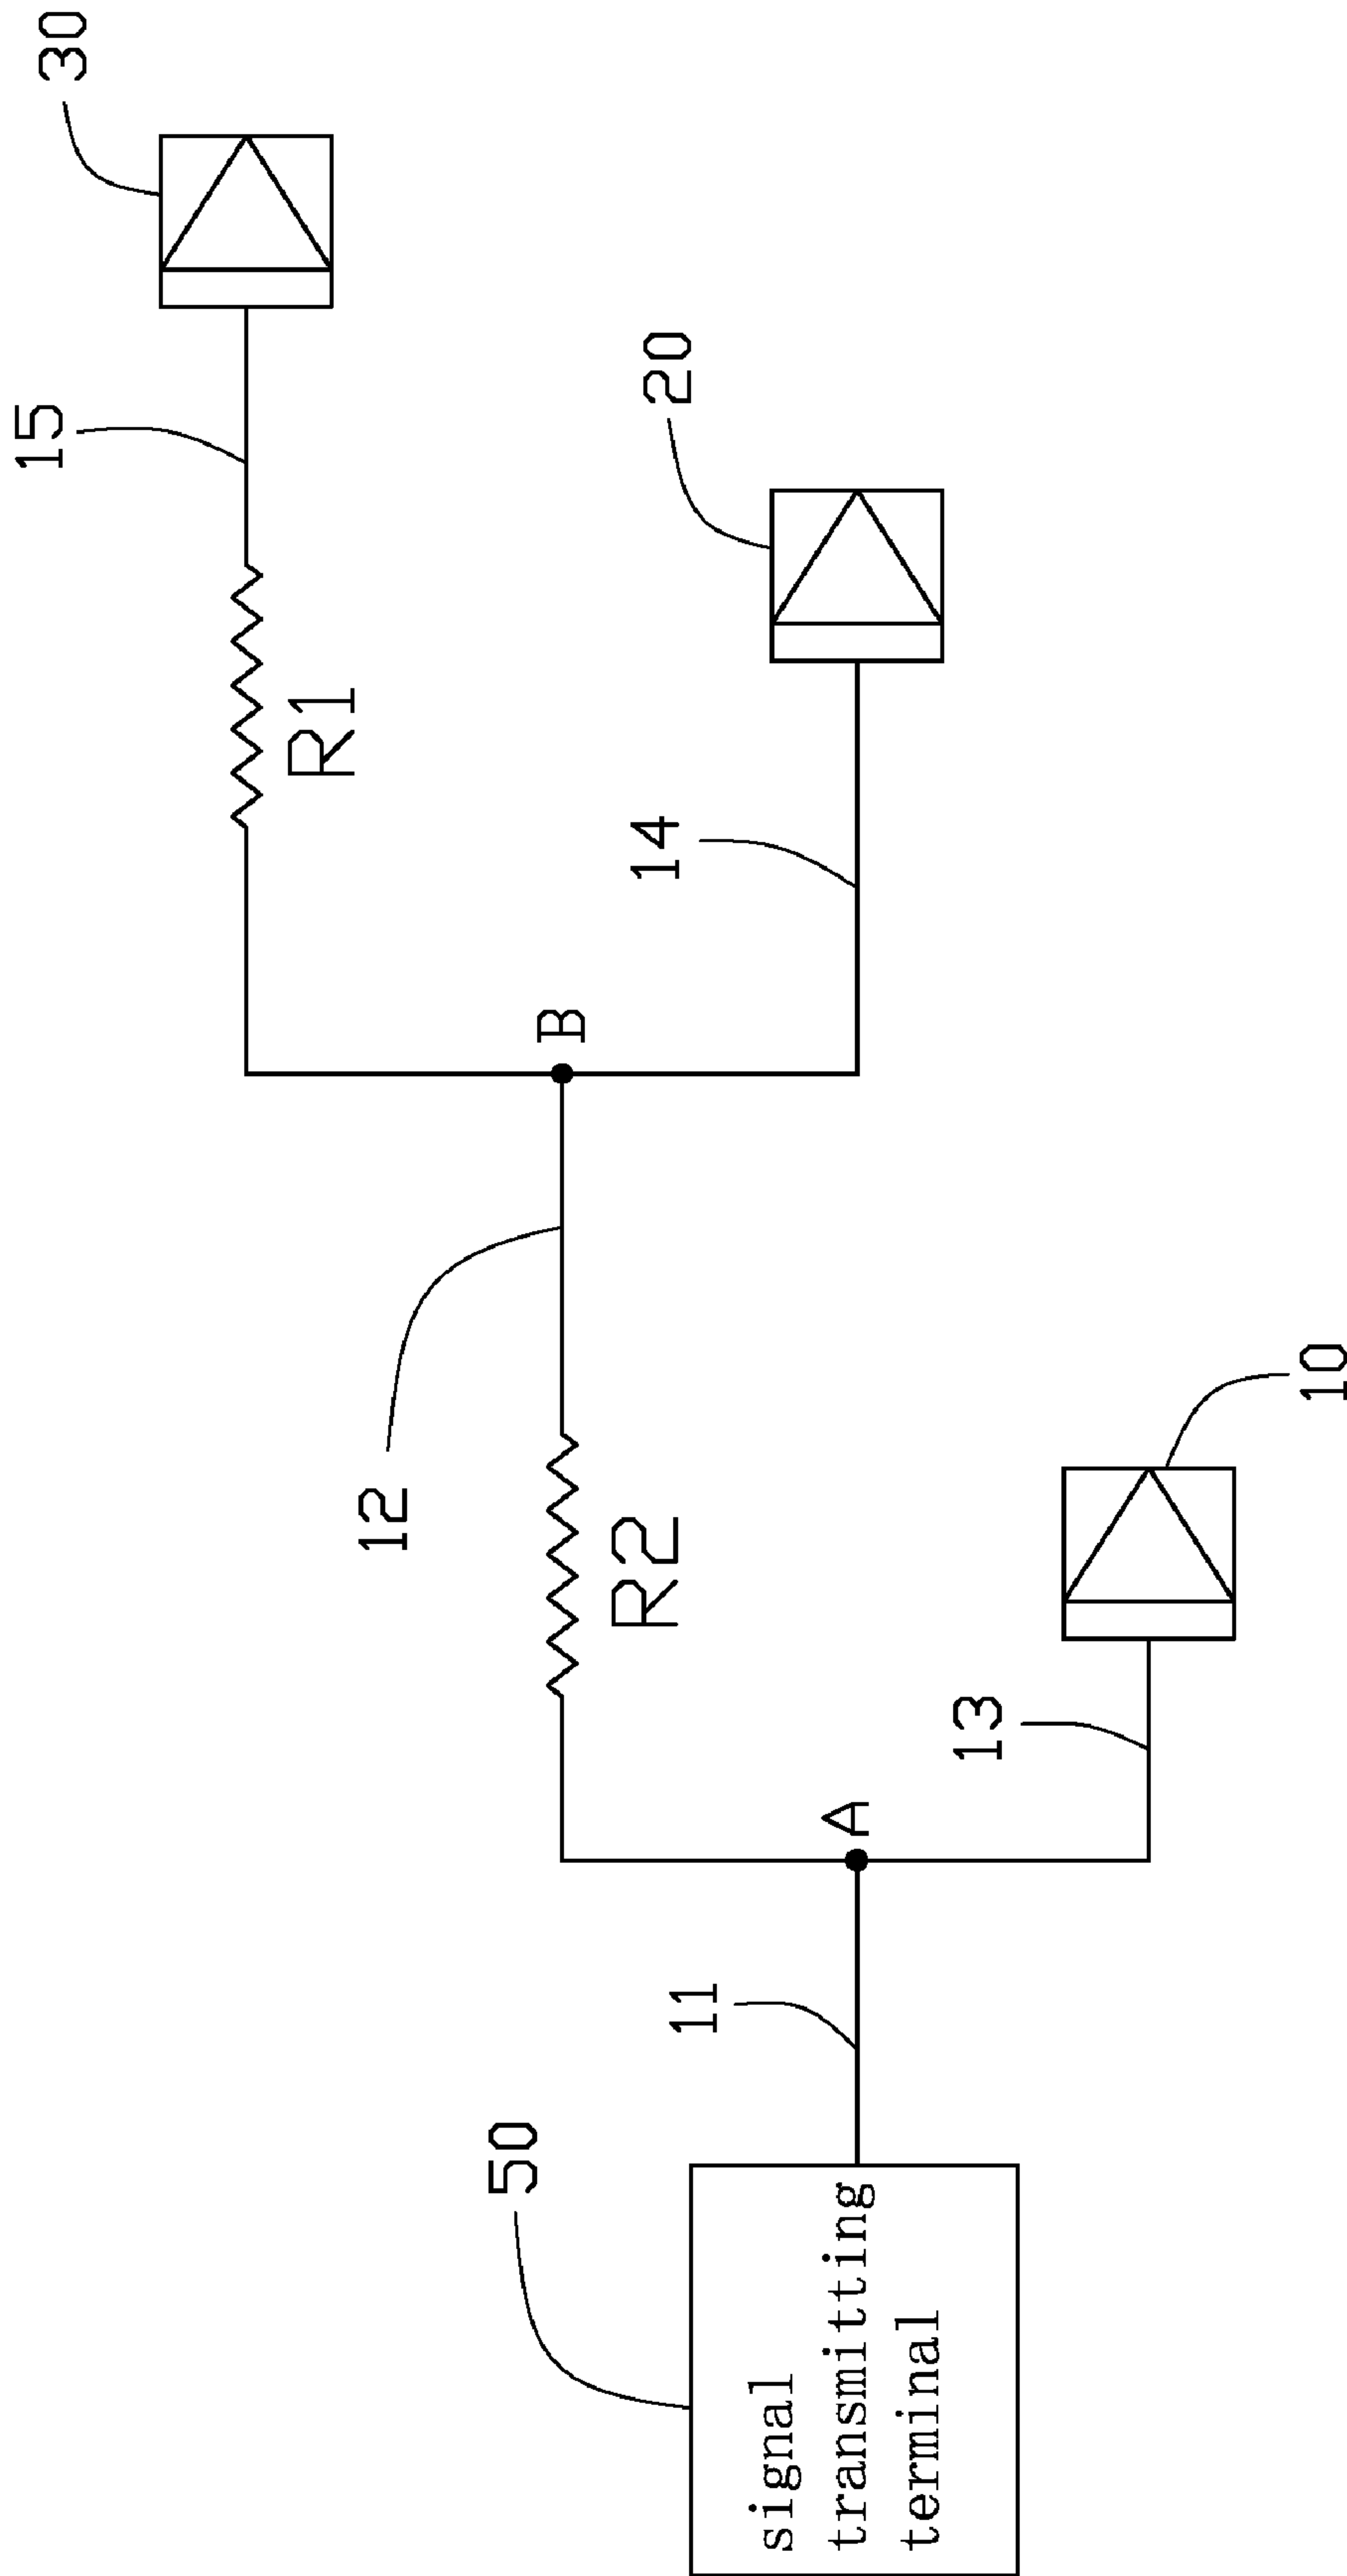 30
15
R1
20
B
14
12
R2
10
A
13
11
50
signal
transmitting
terminal